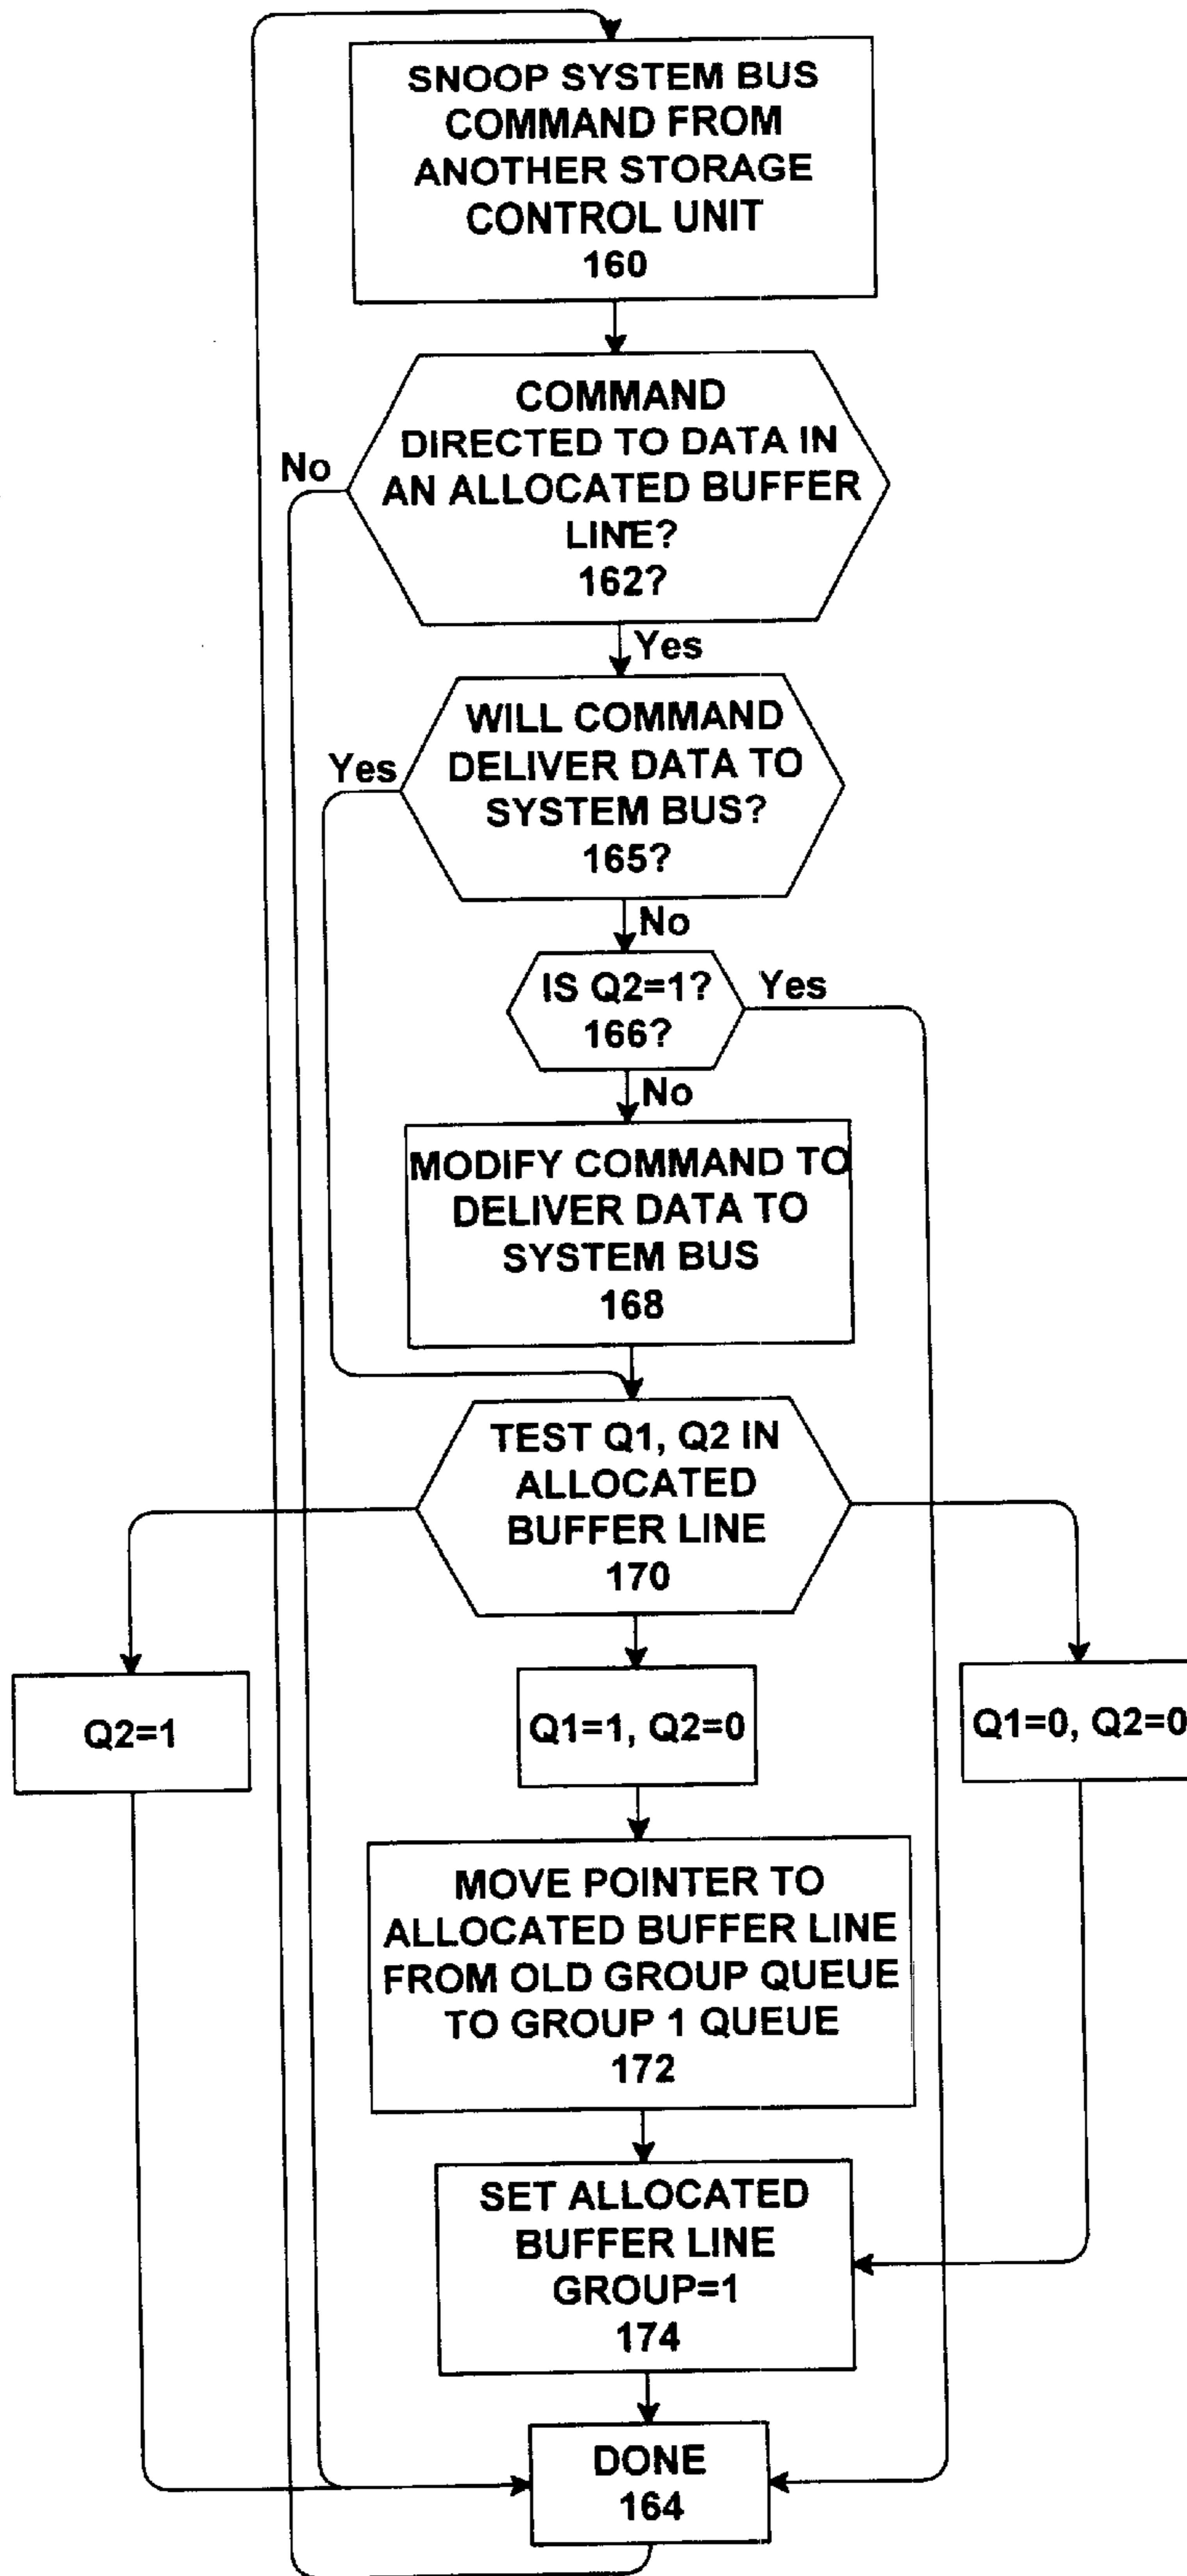 SNOOP SYSTEM BUS
COMMAND FROM
ANOTHER STORAGE
CONTROL UNIT
160
COMMAND
DIRECTED TO DATA IN
AN ALLOCATED BUFFER
LINE?
162?
No
Yes
WILL COMMAND
DELIVER DATA TO
SYSTEM BUS?
165?
Yes
No
IS Q2=1?
166?
Yes
No
MODIFY COMMAND TO
DELIVER DATA TO
SYSTEM BUS
168
TEST Q1, Q2 IN
ALLOCATED
BUFFER LINE
170
Q2=1
Q1=1, Q2=0
Q1=0, Q2=0
MOVE POINTER TO
ALLOCATED BUFFER LINE
FROM OLD GROUP QUEUE
TO GROUP 1 QUEUE
172
SET ALLOCATED
BUFFER LINE
GROUP=1
174
DONE
164